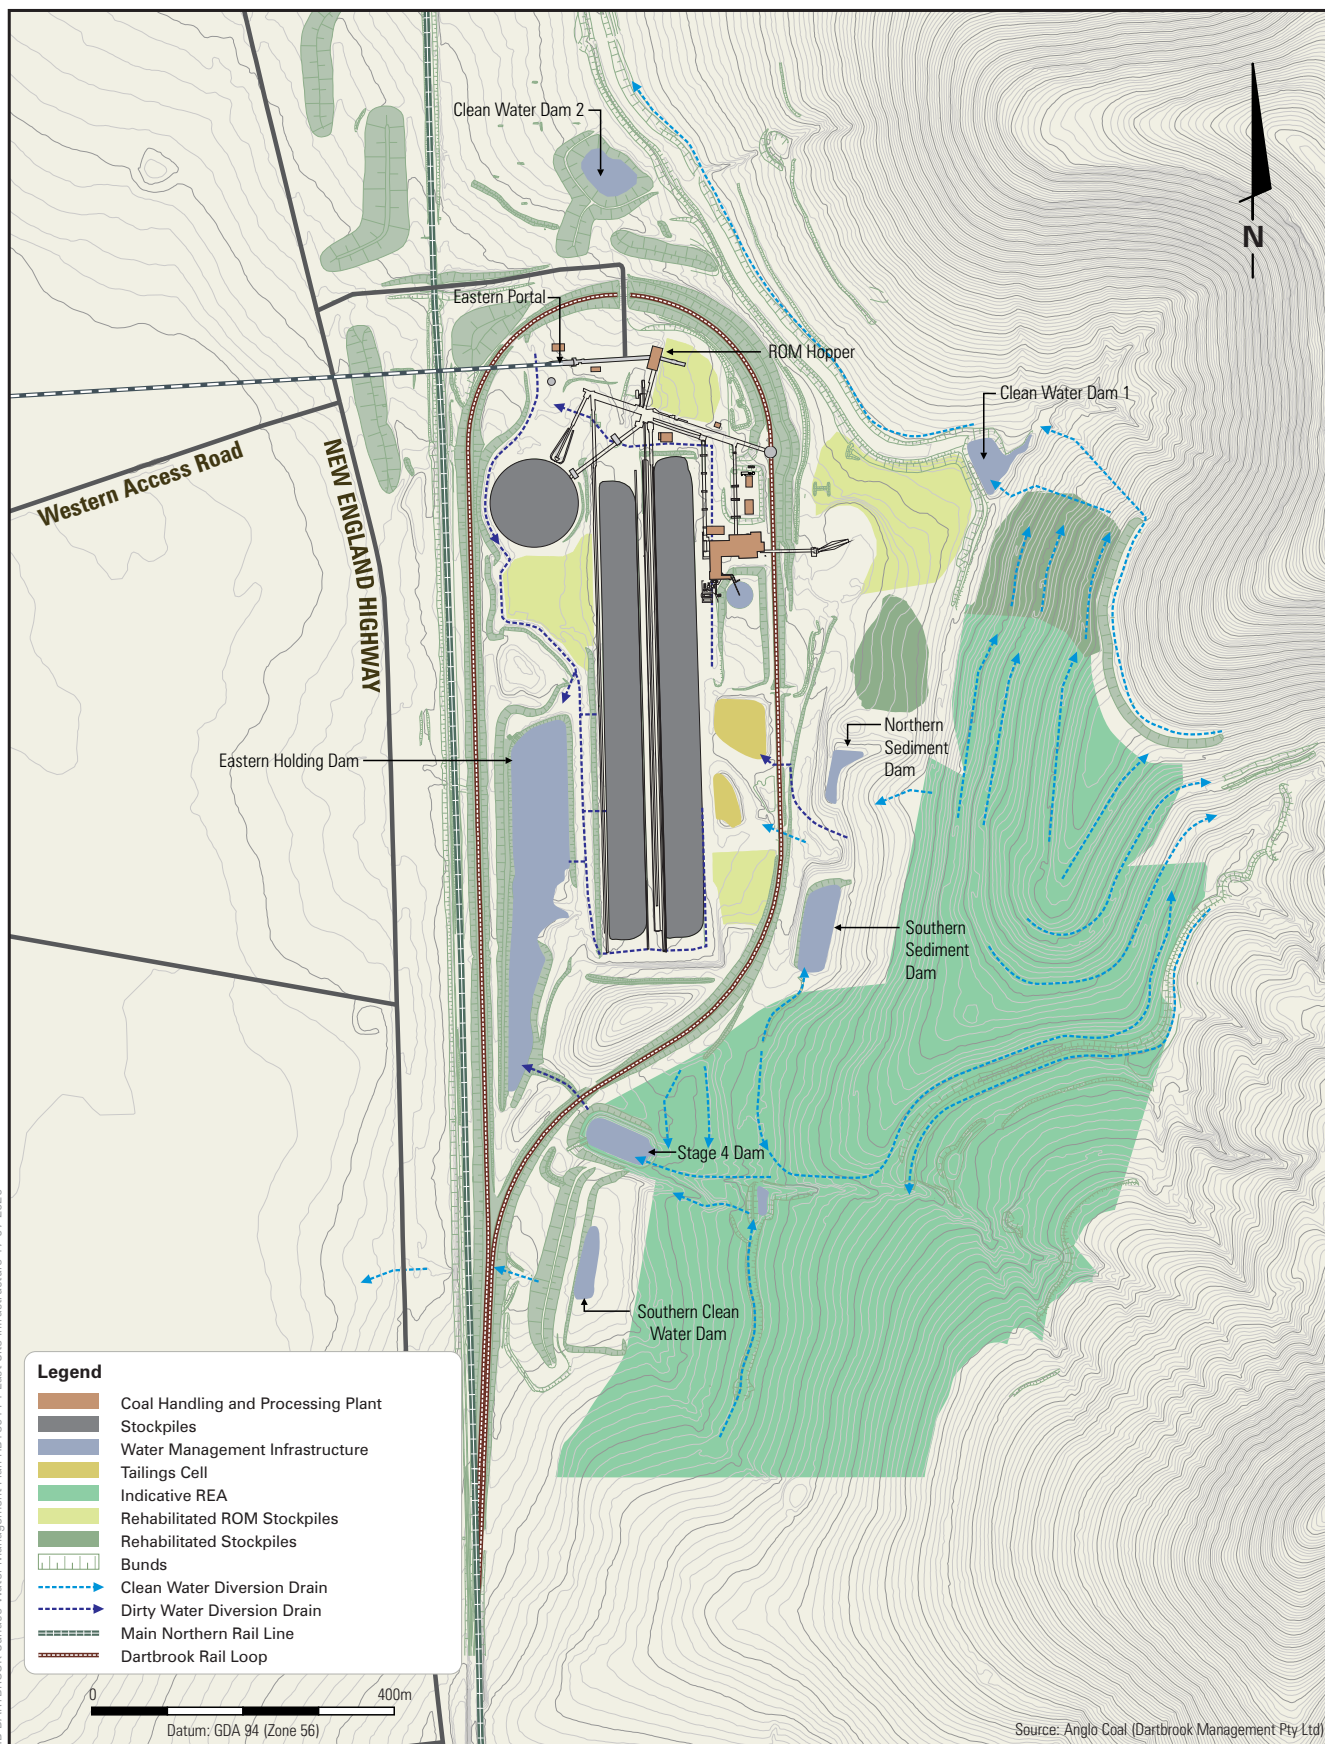 Clean Water Dam 2
N
Eastern Portal
ROM Hopper
Clean Water Dam 1
Western Access Road
NEW ENGLAND HIGHWAY
Northern
Sediment
Dam
Eastern Holding Dam
Southern
Sediment
Dam
Stage 4 Dam
Southern Clean
Water Dam
Legend
Coal Handling and Processing Plant
Stockpiles
Water Management Infrastructure
Tailings Cell
Indicative REA
Rehabilitated ROM Stockpiles
Rehabilitated Stockpiles
Bunds
Clean Water Diversion Drain
Dirty Water Diversion Drain
Main Northern Rail Line
Dartbrook Rail Loop
0 400m
Datum: GDA 94 (Zone 56)
Source: Anglo Coal (Dartbrook Management Pty Ltd)